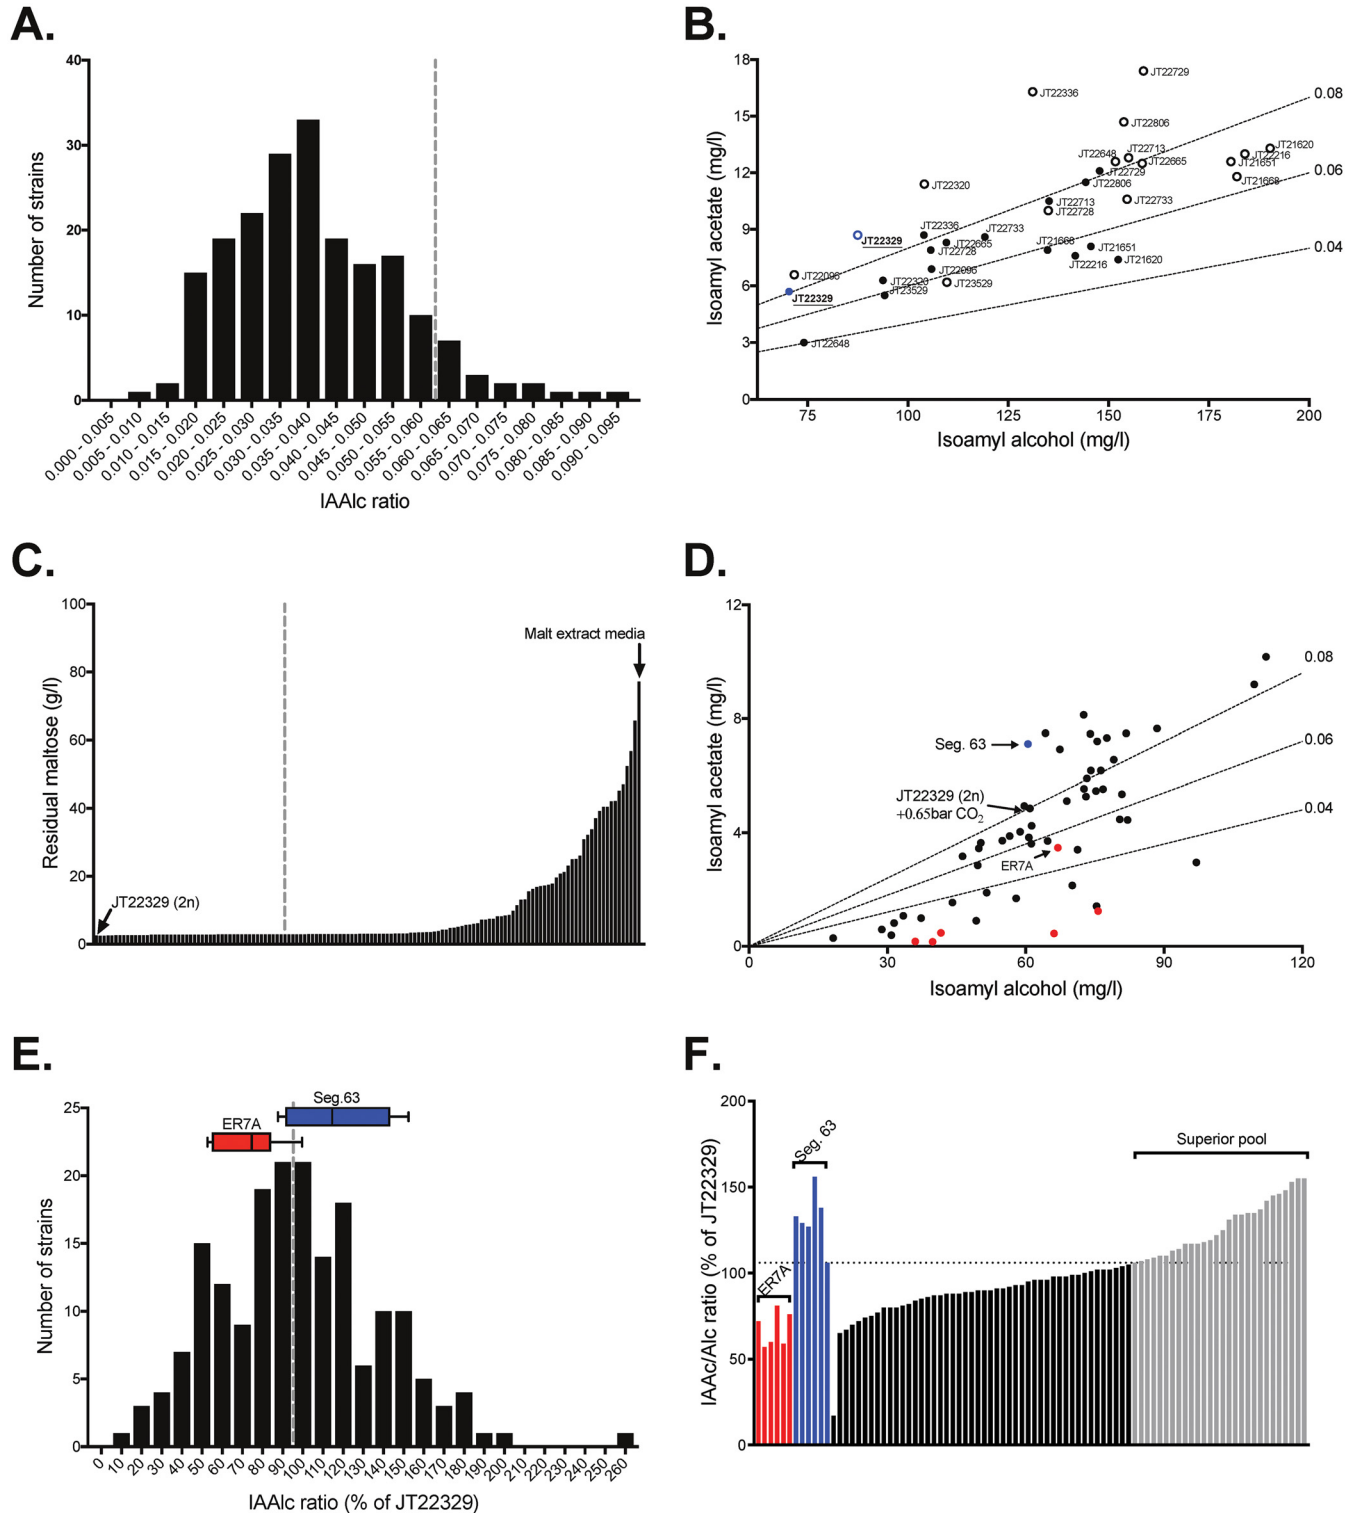 A.
Number of strains
40
30
20
10
0
0.000 - 0.005
0.005 - 0.010
0.010 - 0.015
0.015 - 0.020
0.020 - 0.025
0.025 - 0.030
0.030 - 0.035
0.035 - 0.040
0.040 - 0.045
0.045 - 0.050
0.050 - 0.055
0.055 - 0.060
0.060 - 0.065
0.065 - 0.070
0.070 - 0.075
0.075 - 0.080
0.080 - 0.085
0.085 - 0.090
0.090 - 0.095
IAAlc ratio
B.
Isoamyl acetate (mg/l)
18
15
12
9
6
3
0
JT22729
JT22336
0.08
JT22806
JT22713
JT21620
JT22648
JT22216
JT22665
JT21651
JT22729
0.06
JT22806
JT21668
JT22320
JT22733
JT22713
JT22728
JT22336
JT22733
JT22329
JT22665
JT21668
JT21651
0.04
JT22728
JT22216
JT21620
JT22096
JT22096
JT22320
JT23529
JT23529
JT22329
JT22648
75
100
125
150
175
200
Isoamyl alcohol (mg/l)
C.
Residual maltose (g/l)
100
80
60
40
20
0
Malt extract media
JT22329 (2n)
D.
Isoamyl acetate (mg/l)
12
8
4
0
0.08
0.06
0.04
Seg. 63
JT22329 (2n)
+0.65bar CO2
ER7A
0
30
60
90
120
Isoamyl alcohol (mg/l)
E.
Number of strains
25
20
15
10
5
0
Seg.63
ER7A
0
10
20
30
40
50
60
70
80
90
100
110
120
130
140
150
160
170
180
190
200
210
220
230
240
250
260
IAAlc ratio (% of JT22329)
F.
IAAc/Alc ratio (% of JT22329)
200
150
100
50
0
ER7A
Seg. 63
Superior pool